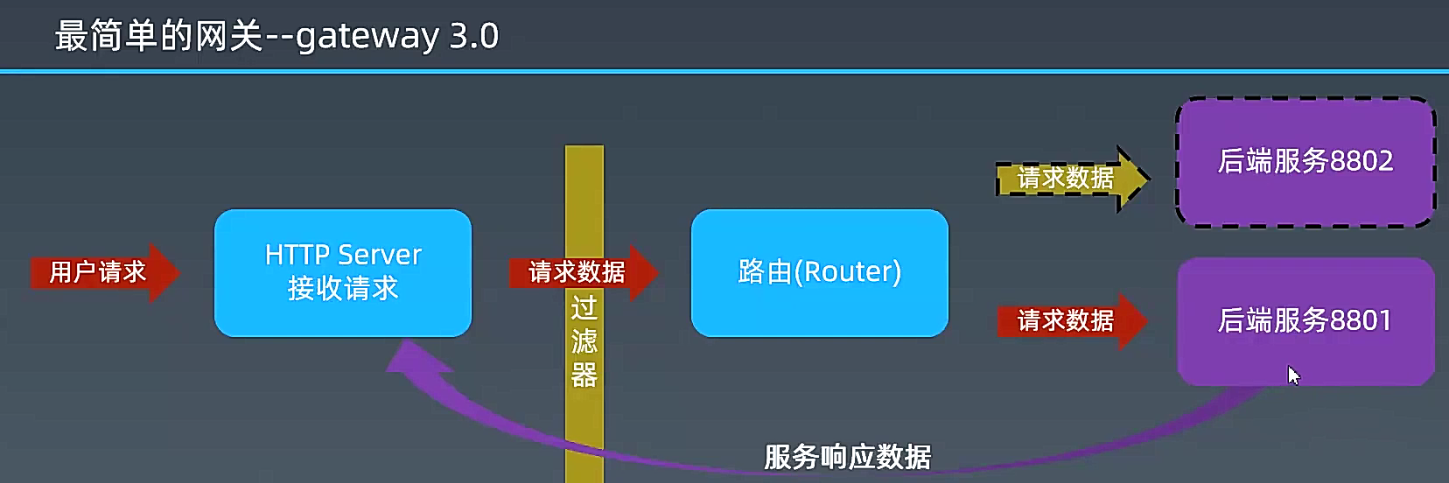 最简单的网关--gateway 3.0
用户请求
HTTP Server
接收请求
请求数据
过
滤
器
路由(Router)
请求数据
后端服务8802
请求数据
后端服务8801
服务响应数据